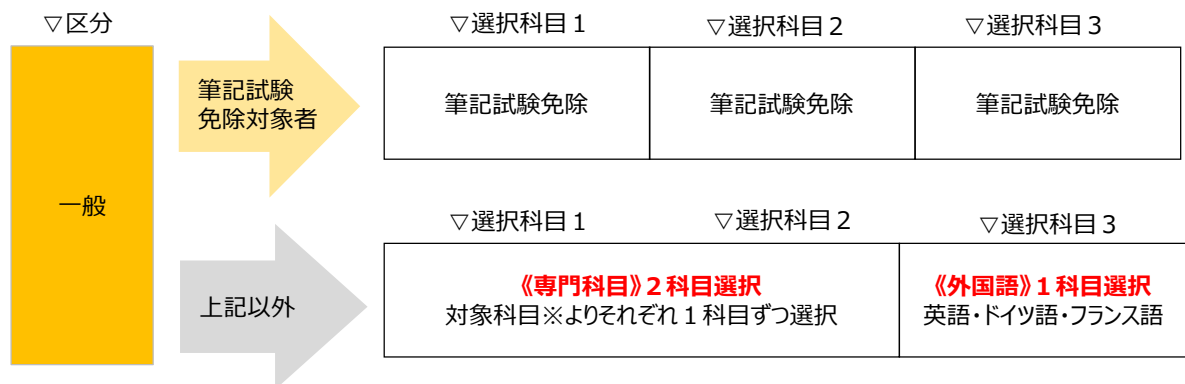 ▽区分
一般
筆記試験
免除対象者
▽選択科目1
▽選択科目2
▽選択科目3
筆記試験免除
筆記試験免除
筆記試験免除
上記以外
▽選択科目1
▽選択科目2
▽選択科目3
《専門科目》2科目選択
対象科目※よりそれぞれ1科目ずつ選択
《外国語》1科目選択
英語・ドイツ語・フランス語